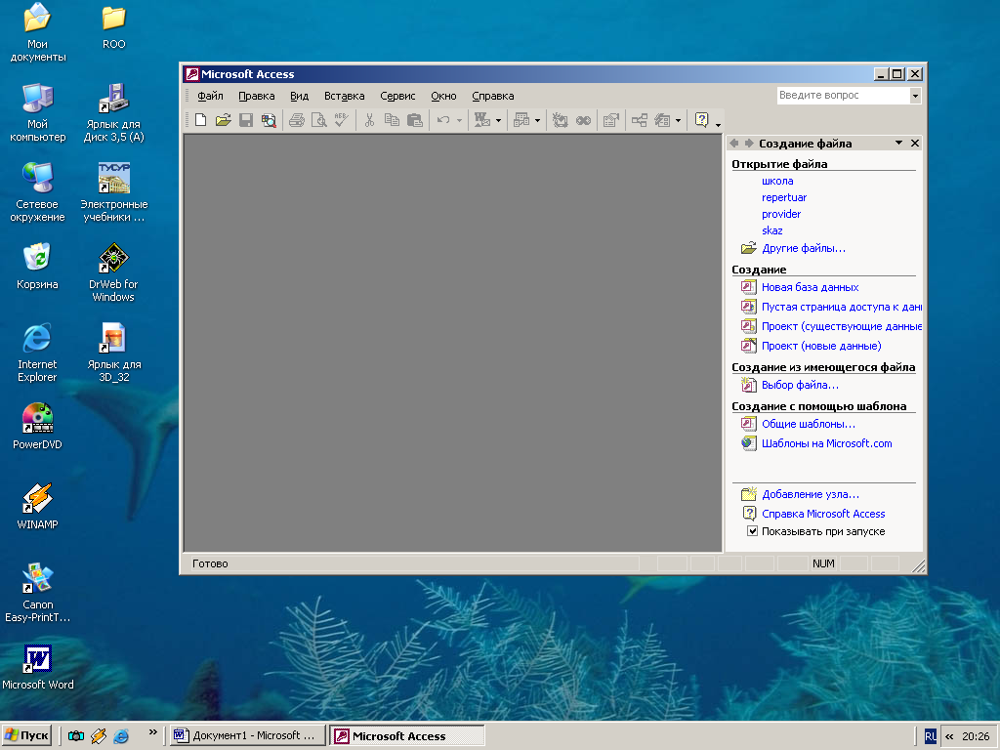 Мои
документы
ROO
Мой
компьютер
Ярлык для
Диск 3,5 (A)
Сетевое
окружение
ТУСУР
Электронные
учебники ...
Корзина
DrWeb for
Windows
Internet
Explorer
Ярлык для
3D_32
PowerDVD
WINAMP
Canon
Easy-PrintT...
Microsoft Word
Microsoft Access
Файл Правка Вид Вставка Сервис Окно Справка
Введите вопрос
Создание файла
Открытие файла
школа
repertuar
provider
skaz
Другие файлы...
Создание
Новая база данных
Пустая страница доступа к дан
Проект (существующие данные
Проект (новые данные)
Создание из имеющегося файла
Выбор файла...
Создание с помощью шаблона
Общие шаблоны...
Шаблоны на Microsoft.com
Добавление узла...
Справка Microsoft Access
Показывать при запуске
Готово
NUM
Пуск
»
Документ1 - Microsoft ...
Microsoft Access
RU
«
20:26